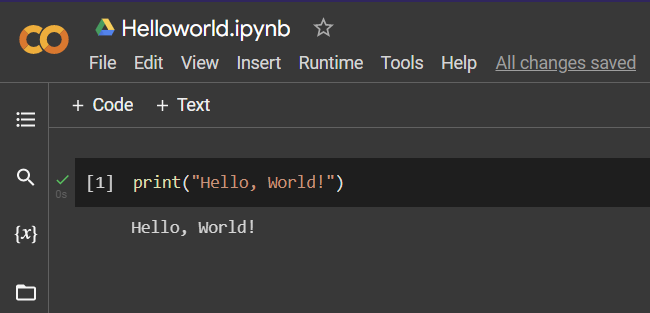 Helloworld.ipynb
File Edit View Insert Runtime Tools Help All changes saved
+ Code + Text
[1] print("Hello, World!")
0s
Hello, World!
{x}